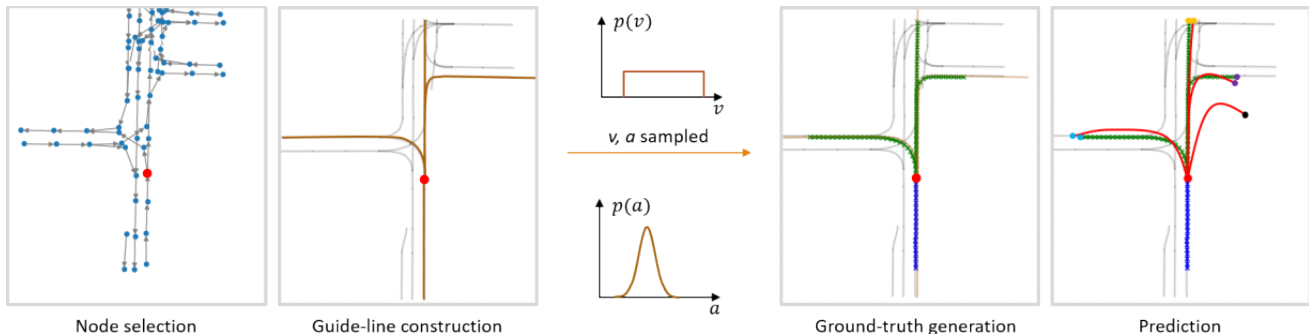 p(v)
v
v, a sampled
p(a)
a
Node selection
Guide-line construction
Ground-truth generation
Prediction